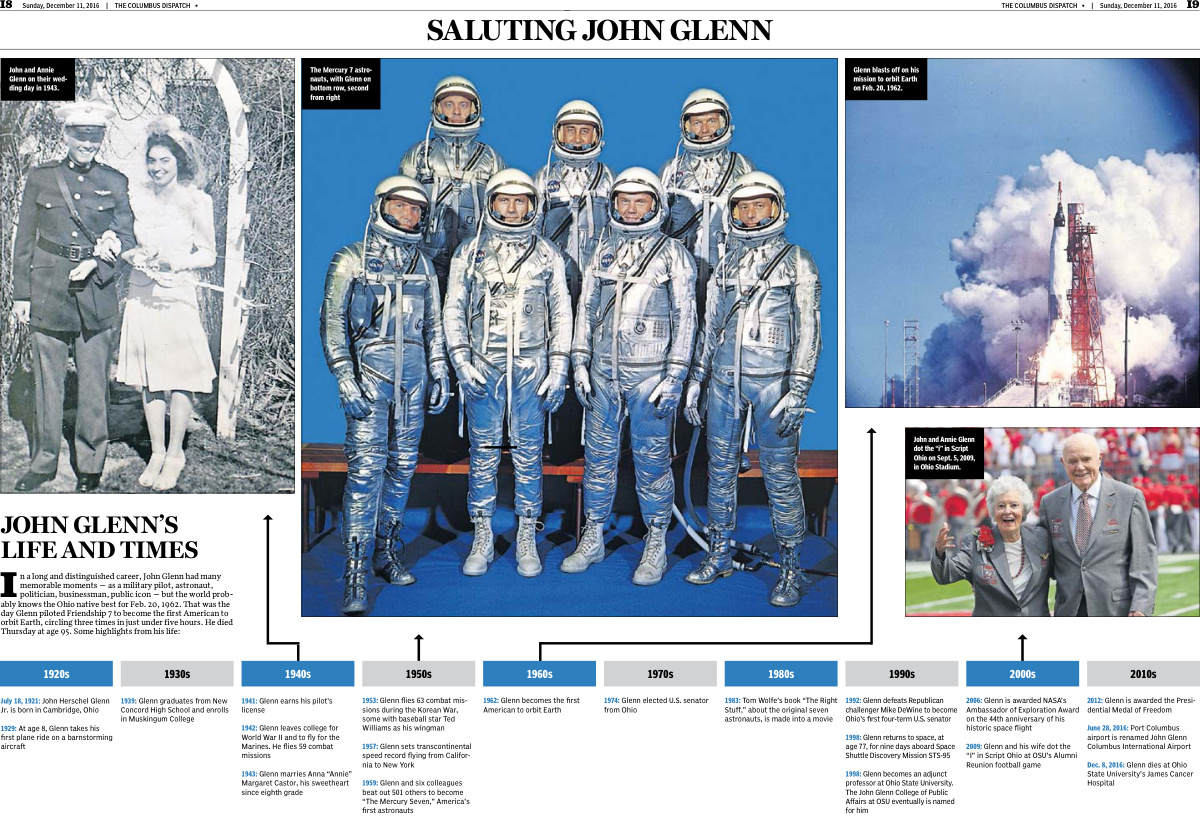 18 Sunday, December 11, 2016 | THE COLUMBUS DISPATCH •
THE COLUMBUS DISPATCH • | Sunday, December 11, 2016 19
SALUTING JOHN GLENN
John and Annie
Glenn on their wed-
ding day in 1943.
The Mercury 7 astro-
nauts, with Glenn on
bottom row, second
from right
Glenn blasts off on his
mission to orbit Earth
on Feb. 20, 1962.
John and Annie Glenn
dot the “i” in Script
Ohio on Sept. 5, 2009,
in Ohio Stadium.
JOHN GLENN’S
LIFE AND TIMES
In a long and distinguished career, John Glenn had many
memorable moments — as a military pilot, astronaut,
politician, businessman, public icon — but the world prob-
ably knows the Ohio native best for Feb. 20, 1962. That was the
day Glenn piloted Friendship 7 to become the first American to
orbit Earth, circling three times in just under five hours. He died
Thursday at age 95. Some highlights from his life:
1920s
July 18, 1921: John Herschel Glenn
Jr. is born in Cambridge, Ohio
1929: At age 8, Glenn takes his
first plane ride on a barnstorming
aircraft
1930s
1939: Glenn graduates from New
Concord High School and enrolls
in Muskingum College
1940s
1941: Glenn earns his pilot’s
license
1942: Glenn leaves college for
World War II and to fly for the
Marines. He flies 59 combat
missions
1943: Glenn marries Anna “Annie”
Margaret Castor, his sweetheart
since eighth grade
1950s
1953: Glenn flies 63 combat mis-
sions during the Korean War,
some with baseball star Ted
Williams as his wingman
1957: Glenn sets transcontinental
speed record flying from Califor-
nia to New York
1959: Glenn and six colleagues
beat out 501 others to become
“The Mercury Seven,” America’s
first astronauts
1960s
1962: Glenn becomes the first
American to orbit Earth
1970s
1974: Glenn elected U.S. senator
from Ohio
1980s
1983: Tom Wolfe’s book “The Right
Stuff,” about the original seven
astronauts, is made into a movie
1990s
1992: Glenn defeats Republican
challenger Mike DeWine to become
Ohio’s first four-term U.S. senator
1998: Glenn returns to space, at
age 77, for nine days aboard Space
Shuttle Discovery Mission STS-95
1998: Glenn becomes an adjunct
professor at Ohio State University.
The John Glenn College of Public
Affairs at OSU eventually is named
for him
2000s
2006: Glenn is awarded NASA’s
Ambassador of Exploration Award
on the 44th anniversary of his
historic space flight
2009: Glenn and his wife dot the
“I” in Script Ohio at OSU’s Alumni
Reunion football game
2010s
2012: Glenn is awarded the Presi-
dential Medal of Freedom
June 28, 2016: Port Columbus
airport is renamed John Glenn
Columbus International Airport
Dec. 8, 2016: Glenn dies at Ohio
State University’s James Cancer
Hospital